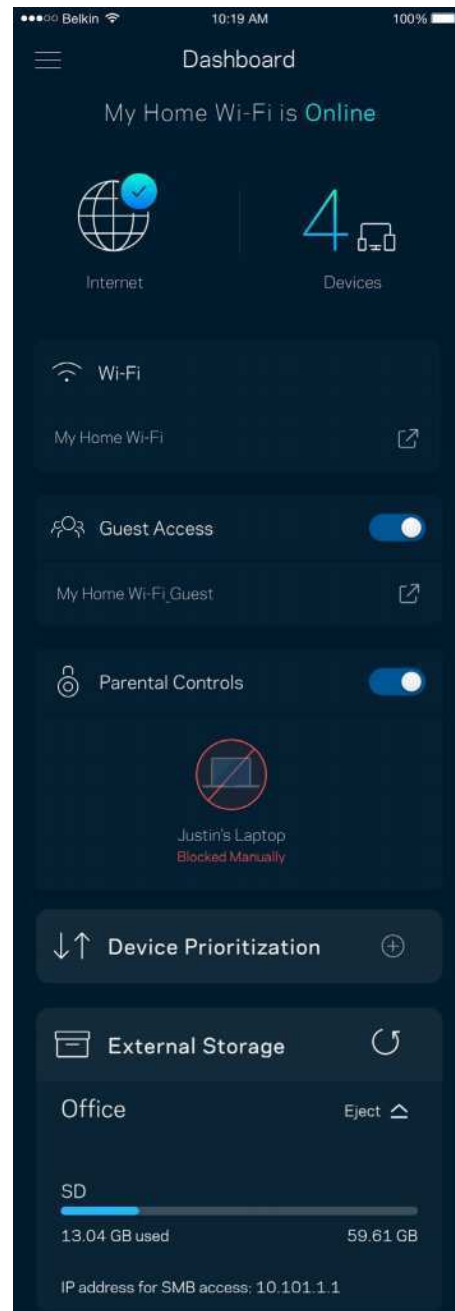 Belkin 10:19 AM 100%
Dashboard
My Home Wi-Fi is Online
4
Internet Devices
Wi-Fi
My Home Wi-Fi
Guest Access
My Home Wi-Fi_Guest
Parental Controls
Justin's Laptop
Blocked Manually
Device Prioritization
External Storage
Office Eject
SD
13.04 GB used 59.61 GB
IP address for SMB access: 10.101.1.1